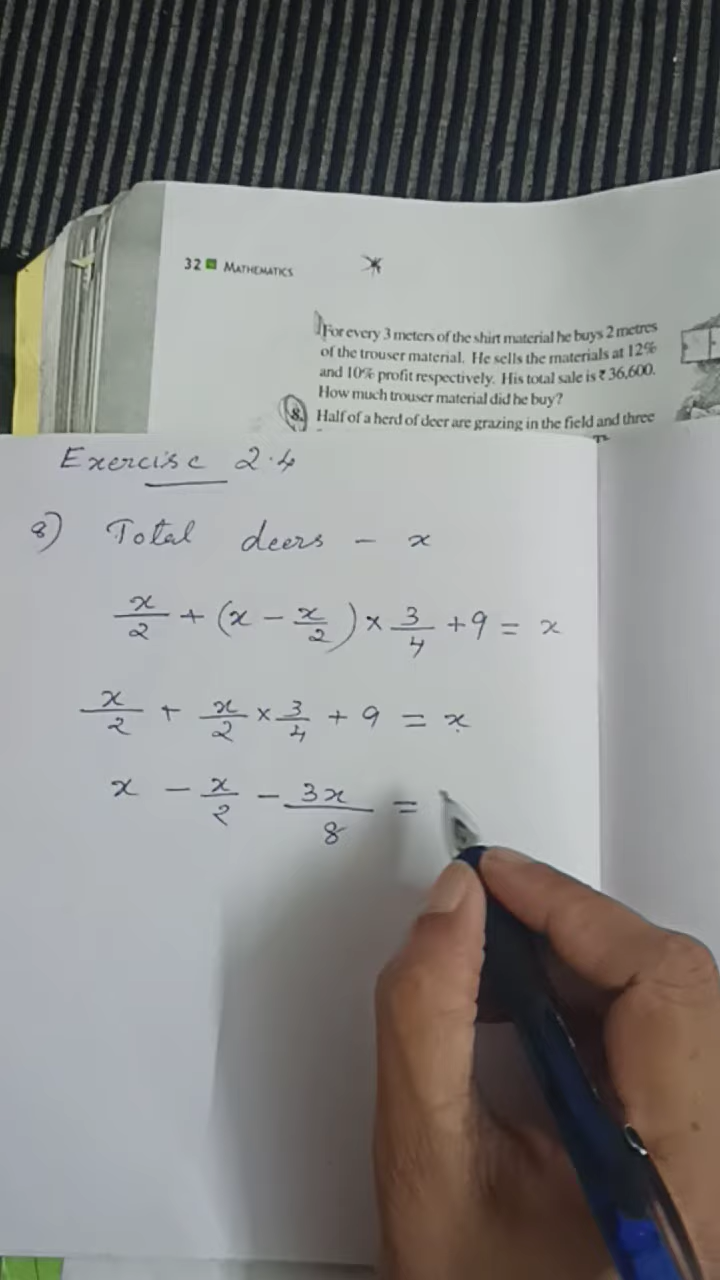 32 ■ MATHEMATICS
For every 3 meters of the shirt material he buys 2 metres
of the trouser material. He sells the materials at 12%
and 10% profit respectively. His total sale is ₹ 36,600.
How much trouser material did he buy?
8. Half of a herd of deer are grazing in the field and three
Exercise 2.4
8) Total deers - x
x/2 + (x - x/2) × 3/4 + 9 = x
x/2 + x/2 × 3/4 + 9 = x
x - x/2 - 3x/8 =